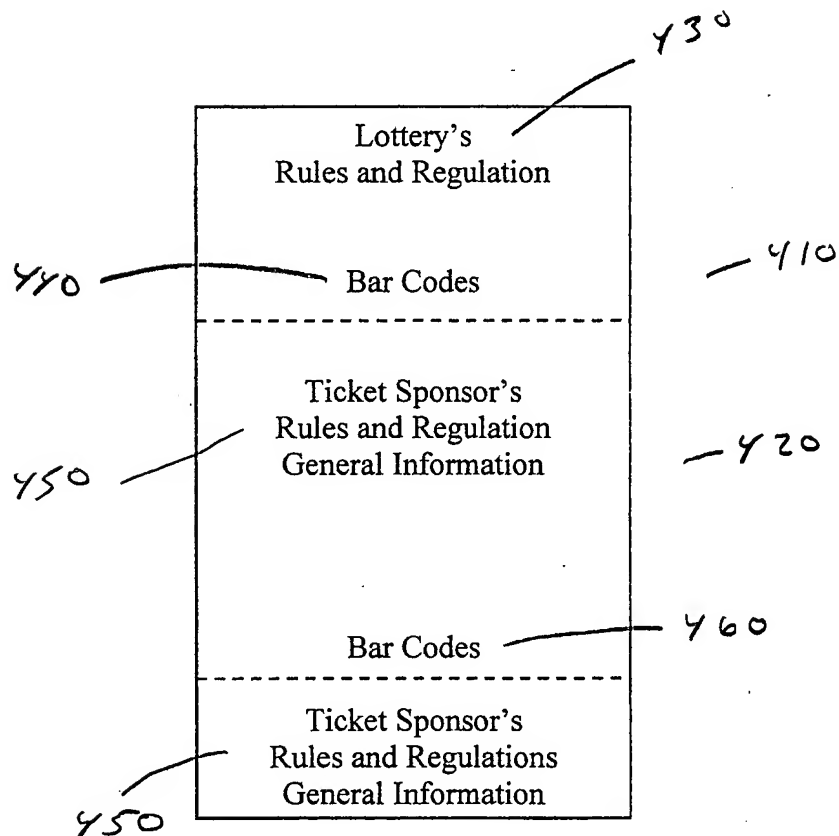 430
Lottery's
Rules and Regulation
410
440
Bar Codes
Ticket Sponsor's
Rules and Regulation
General Information
420
450
Bar Codes
460
Ticket Sponsor's
Rules and Regulations
General Information
450